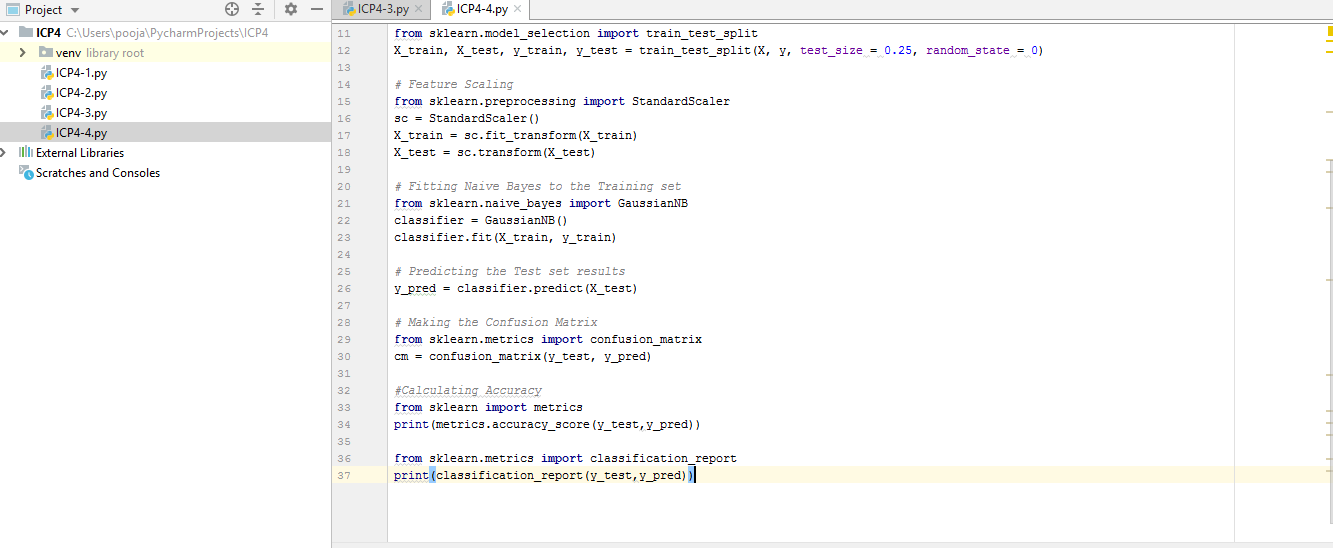 Project
ICP4 C:\Users\pooja\PycharmProjects\ICP4
venv library root
ICP4-1.py
ICP4-2.py
ICP4-3.py
ICP4-4.py
External Libraries
Scratches and Consoles
ICP4-3.py ICP4-4.py
11 from sklearn.model_selection import train_test_split
12 X_train, X_test, y_train, y_test = train_test_split(X, y, test_size = 0.25, random_state = 0)
13
14 # Feature Scaling
15 from sklearn.preprocessing import StandardScaler
16 sc = StandardScaler()
17 X_train = sc.fit_transform(X_train)
18 X_test = sc.transform(X_test)
19
20 # Fitting Naive Bayes to the Training set
21 from sklearn.naive_bayes import GaussianNB
22 classifier = GaussianNB()
23 classifier.fit(X_train, y_train)
24
25 # Predicting the Test set results
26 y_pred = classifier.predict(X_test)
27
28 # Making the Confusion Matrix
29 from sklearn.metrics import confusion_matrix
30 cm = confusion_matrix(y_test, y_pred)
31
32 #Calculating Accuracy
33 from sklearn import metrics
34 print(metrics.accuracy_score(y_test,y_pred))
35
36 from sklearn.metrics import classification_report
37 print(classification_report(y_test,y_pred))